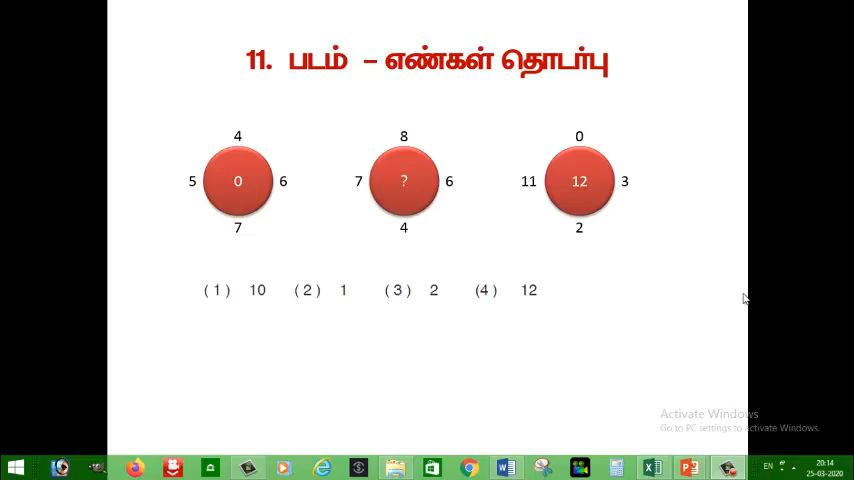 11. படம் – எண்கள் தொடர்பு
4 8 0
5 0 6 7 ? 6 11 12 3
7 4 2
( 1 ) 10 ( 2 ) 1 ( 3 ) 2 (4 ) 12
Activate Windows
Go to PC settings to activate Windows.
EN 20:14
25-03-2020